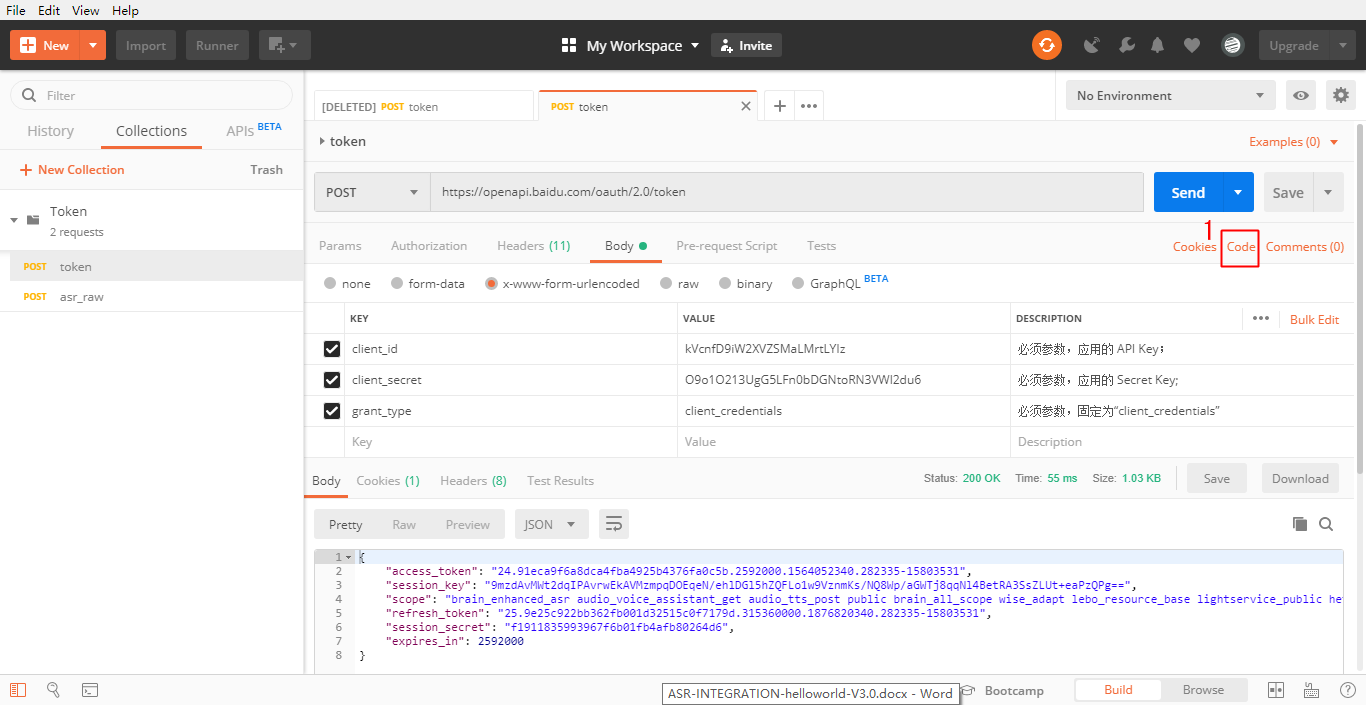 File Edit View Help
New Import Runner My Workspace Invite Upgrade
Filter
History Collections APIs BETA
New Collection Trash
Token
2 requests
POST token
POST asr_raw
[DELETED] POST token POST token
No Environment
token Examples (0)
POST https://openapi.baidu.com/oauth/2.0/token Send Save
1
Params Authorization Headers (11) Body Pre-request Script Tests Cookies Code Comments (0)
none form-data x-www-form-urlencoded raw binary GraphQL BETA
KEY VALUE DESCRIPTION Bulk Edit
client_id kVcnfD9iW2XVZSMaLMrtLYIz 必须参数，应用的 API Key；
client_secret O9o1O213UgG5LFn0bDGNtoRN3VWI2du6 必须参数，应用的 Secret Key;
grant_type client_credentials 必须参数，固定为“client_credentials”
Key Value Description
Body Cookies (1) Headers (8) Test Results Status: 200 OK Time: 55 ms Size: 1.03 KB Save Download
Pretty Raw Preview JSON
1 {
2 "access_token": "24.91eca9f6a8dca4fba4925b4376fa0c5b.2592000.1564052340.282335-15803531",
3 "session_key": "9mzdAvMWt2dqIPAvrwEkAVMzmpqDOEqeN/ehlDGl5hZQFLo1w9VznmKs/NQ8Wp/aGWTj8qqNl4BetRA3SsZLUt+eaPzQPg==",
4 "scope": "brain_enhanced_asr audio_voice_assistant_get audio_tts_post public brain_all_scope wise_adapt lebo_resource_base lightservice_public he
5 "refresh_token": "25.9e25c922bb362fb001d32515c0f7179d.315360000.1876820340.282335-15803531",
6 "session_secret": "f1911835993967f6b01fb4afb80264d6",
7 "expires_in": 2592000
8 }
ASR-INTEGRATION-helloworld-V3.0.docx - Word Bootcamp Build Browse